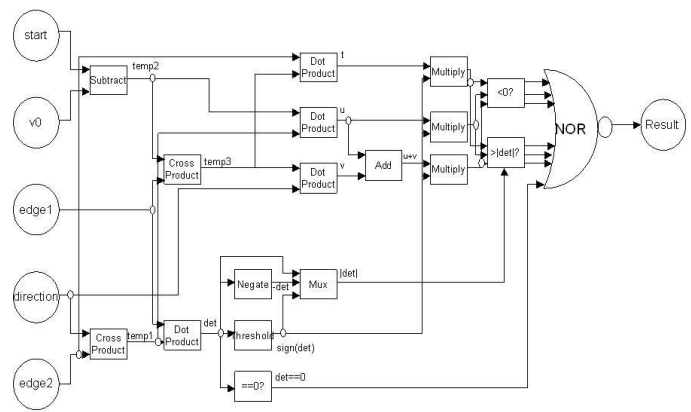 start
v0
edge1
direction
edge2
Subtract
temp2
Cross
Product
temp3
Cross
Product
temp1
Dot
Product
det
Dot
Product
t
Dot
Product
u
Dot
Product
v
Add
u+v
Negate
-det
Threshold
sign(det)
==0?
det==0
Mux
|det|
Multiply
Multiply
Multiply
<0?
>|det|?
NOR
Result